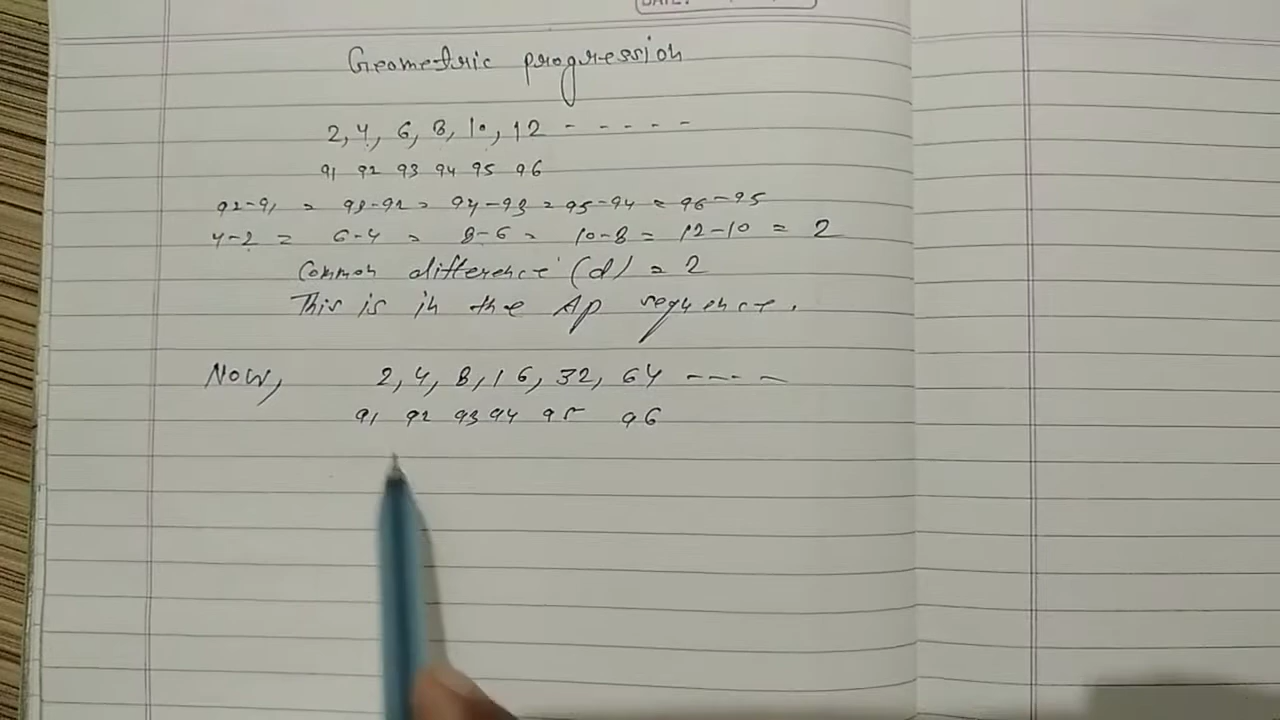 DATE:
Geometric progression
2, 4, 6, 8, 10, 12 - - - - -
a1 a2 a3 a4 a5 a6
a2-a1 = a3-a2 = a4-a3 = a5-a4 = a6-a5
4-2 = 6-4 = 8-6 = 10-8 = 12-10 = 2
Common difference (d) = 2
This is in the AP sequence.
Now, 2, 4, 8, 16, 32, 64 - - - -
a1 a2 a3 a4 a5 a6